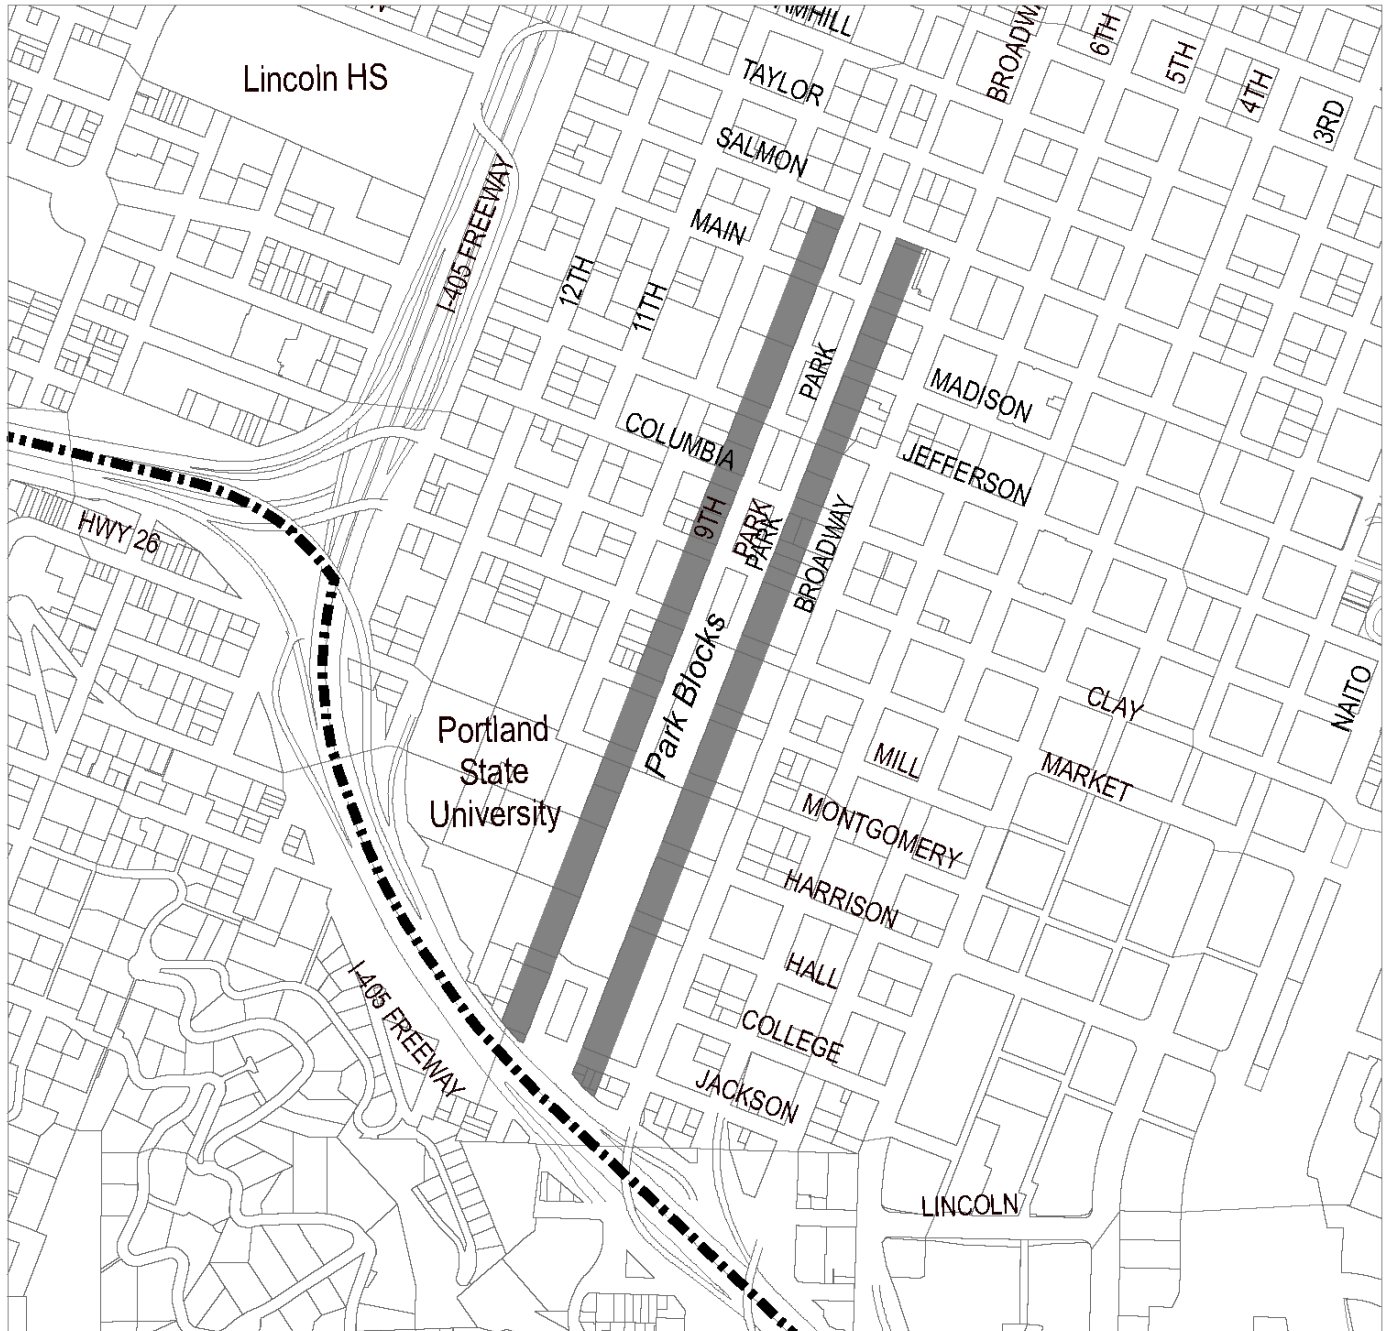 Lincoln HS
TAYLOR
BROADWAY
6TH
5TH
4TH
3RD
SALMON
I-405 FREEWAY
MAIN
12TH
11TH
PARK
MADISON
COLUMBIA
JEFFERSON
HWY 26
9TH
PARK
PARK
BROADWAY
Park Blocks
NAITO
CLAY
Portland
State
University
MILL
MARKET
MONTGOMERY
HARRISON
HALL
I-405 FREEWAY
COLLEGE
JACKSON
LINCOLN